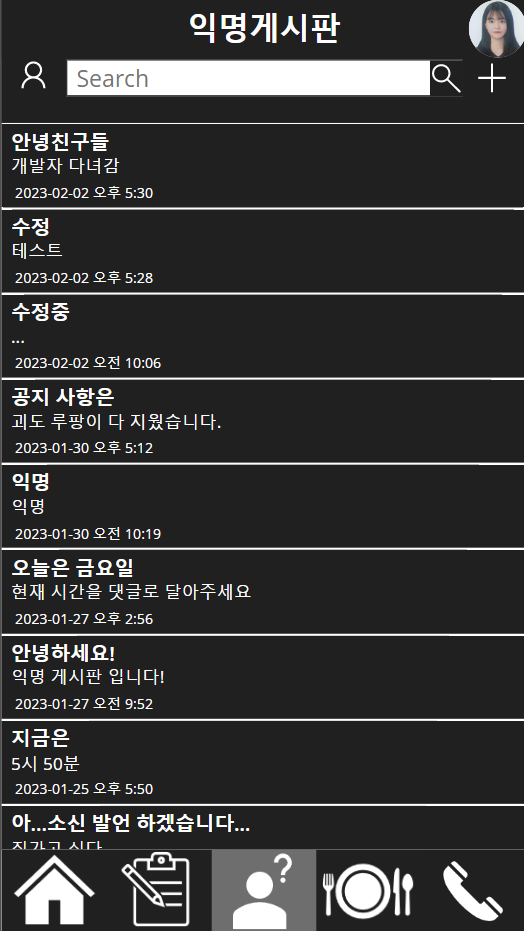 익명게시판
Search
안녕친구들
개발자 다녀감
2023-02-02 오후 5:30
수정
테스트
2023-02-02 오후 5:28
수정중
...
2023-02-02 오전 10:06
공지 사항은
괴도 루팡이 다 지웠습니다.
2023-01-30 오후 5:12
익명
익명
2023-01-30 오전 10:19
오늘은 금요일
현재 시간을 댓글로 달아주세요
2023-01-27 오후 2:56
안녕하세요!
익명 게시판 입니다!
2023-01-27 오전 9:52
지금은
5시 50분
2023-01-25 오후 5:50
아...소신 발언 하겠습니다...
?